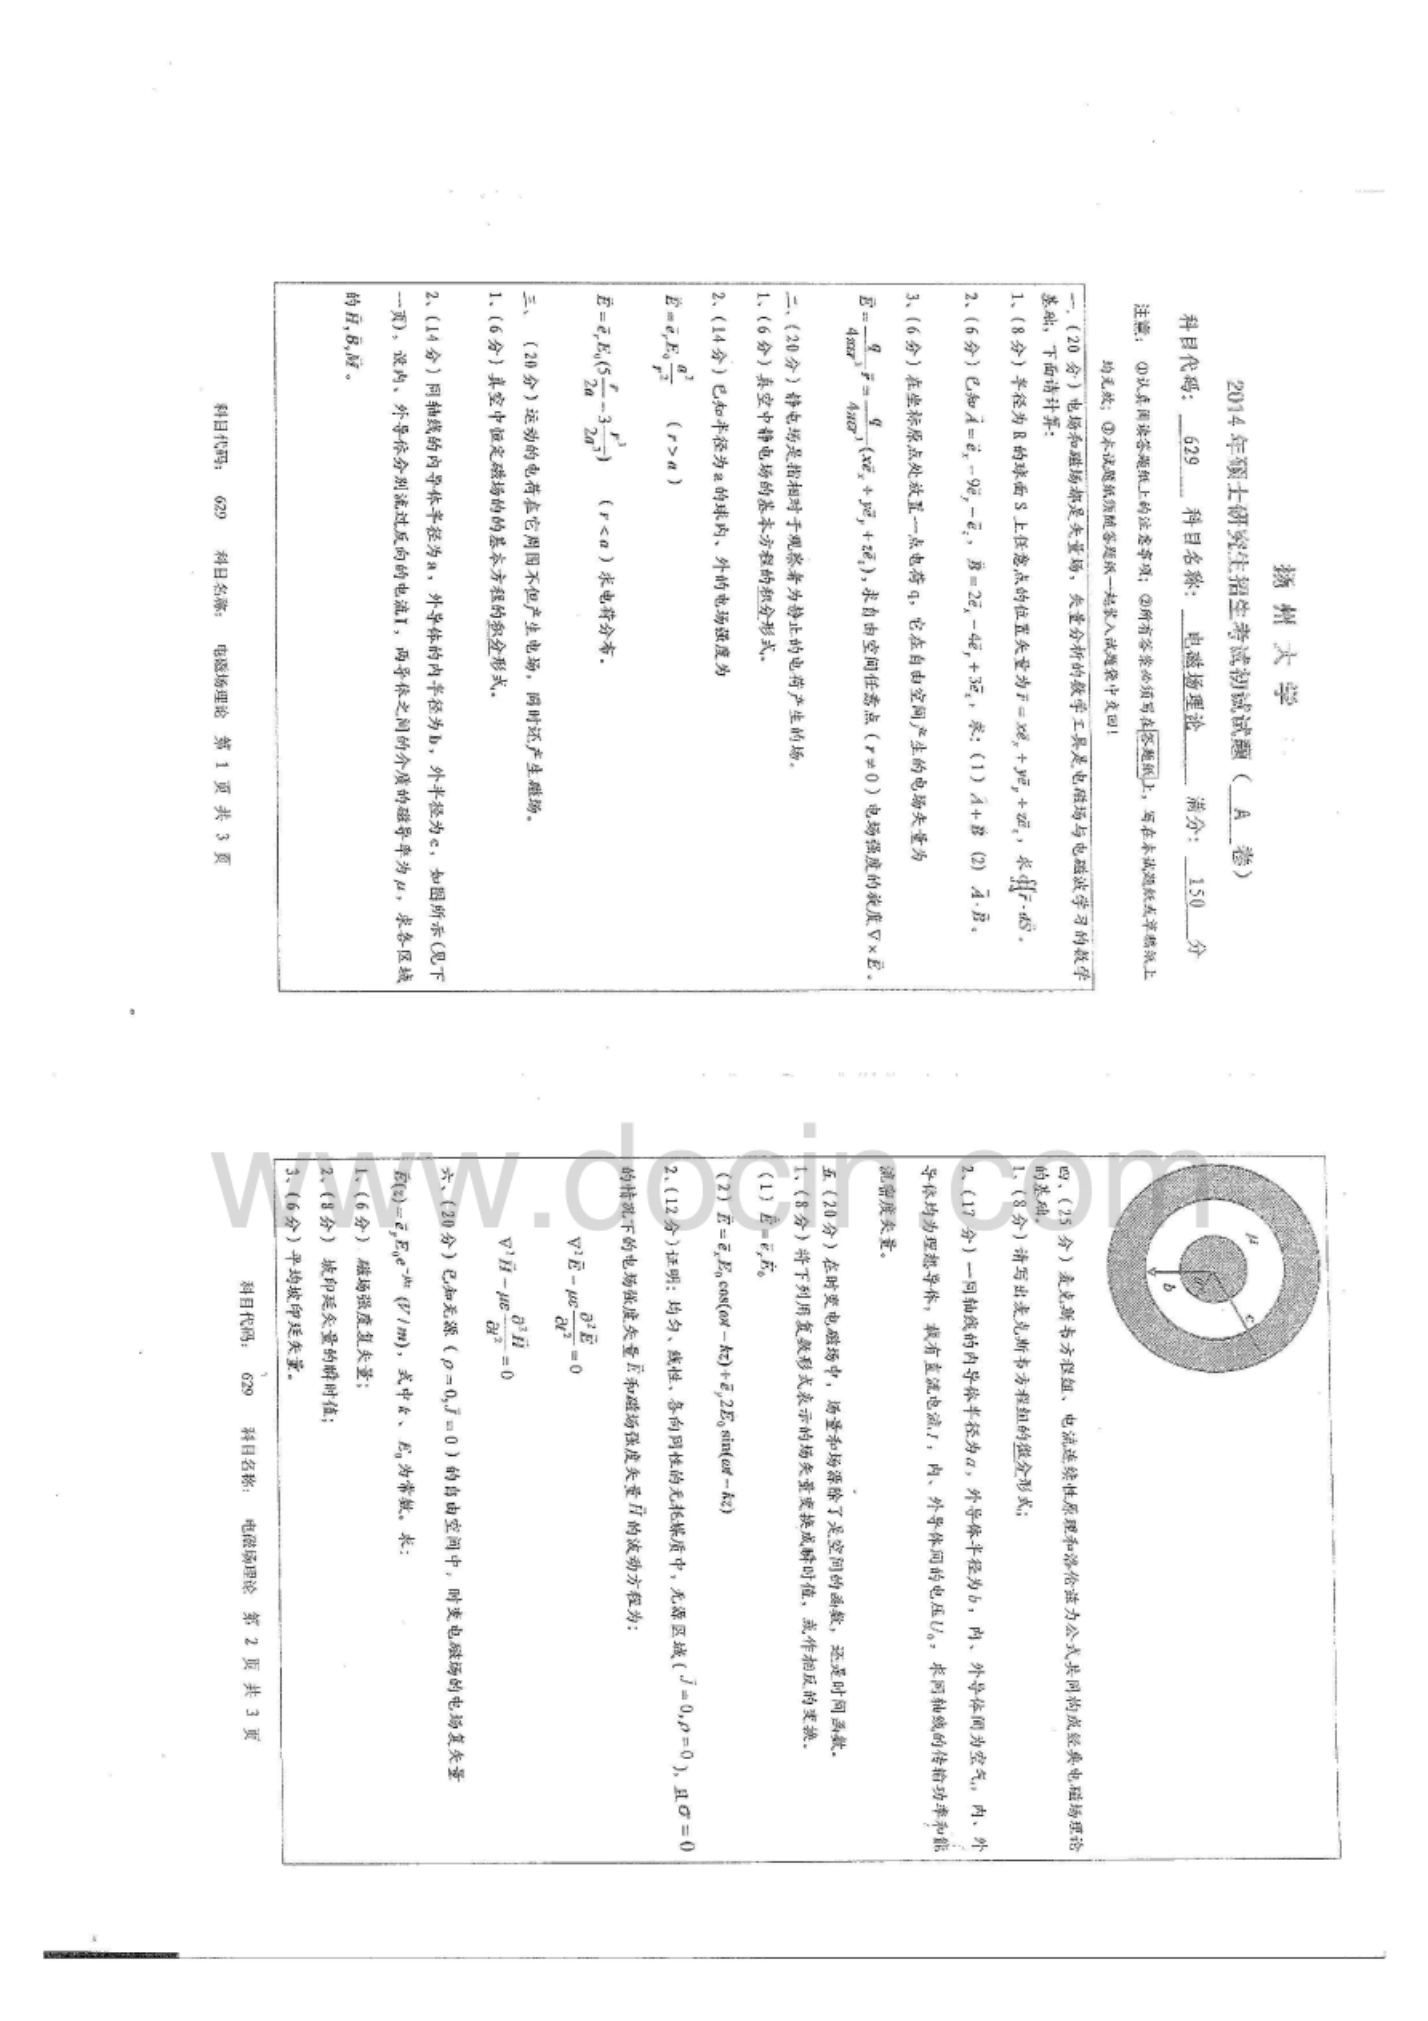 扬州大学
2014年硕士研究生招生考试初试试题（ A 卷）
科目代码： 629 科目名称： 电磁场理论 满分： 150 分
注意： ①认真阅读答题纸上的注意事项；②所有答案必须写在答题纸上，写在本试题纸或草稿纸上
均无效；③本试题纸须随答题纸一起装入试题袋中交回！
一、（20分）电场和磁场都是矢量场，矢量分析的数学工具是电磁场与电磁波学习的数学
基础，下面请计算：
1、（8分）半径为R的球面S上任意点的位置矢量为 r⃗=xe⃗ₓ+ye⃗ᵧ+ze⃗_z，求∯r⃗·dS⃗。
2、（6分）已知A⃗=e⃗ₓ−9e⃗ᵧ−e⃗_z，B⃗=2e⃗ₓ−4e⃗ᵧ+3e⃗_z，求：（1）A⃗+B⃗（2）A⃗·B⃗。
3、（6分）在坐标原点处放置一点电荷q，它在自由空间产生的电场矢量为
E⃗=q/(4πεr³) r⃗=q/(4πεr³)(xe⃗ₓ+ye⃗ᵧ+ze⃗_z)，求自由空间任意点（r≠0）电场强度的旋度∇×E⃗。
二、（20分）静电场是指相对于观察者为静止的电荷产生的场。
1、（6分）真空中静电场的基本方程的积分形式。
2、（14分）已知半径为a的球内、外的电场强度为
E⃗=e⃗ᵣE₀a²/r² （r>a）
E⃗=e⃗ᵣE₀(5 r/2a −3 r³/2a³) （r<a）求电荷分布。
三、（20分）运动的电荷在它周围不但产生电场，同时还产生磁场。
1、（6分）真空中恒定磁场的的基本方程的积分形式。
2、（14分）同轴线的内导体半径为a，外导体的内半径为b，外半径为c，如图所示（见下
一页），设内、外导体分别流过反向的电流I，两导体之间的介质的磁导率为μ，求各区域
的H⃗,B⃗,M⃗。
科目代码： 629 科目名称： 电磁场理论 第 1 页 共 3 页
μ
a
b
c
四、（25分）麦克斯韦方程组、电流连续性原理和洛伦兹力公式共同构成经典电磁场理论
的基础
1、（8分）请写出麦克斯韦方程组的微分形式；
2、（17分）一同轴线的内导体半径为a，外导体半径为b，内、外导体间为空气，内、外
导体均为理想导体，载有直流电流I，内、外导体间的电压U₀，求同轴线的传输功率和能
流密度矢量。
五（20分）在时变电磁场中，场量和场源除了是空间的函数，还是时间函数。
1、（8分）将下列用复数形式表示的场矢量变换成瞬时值，或作相反的变换。
（1）E⃗=e⃗ₓE₀
（2）E⃗=e⃗ₓE₀cos(ωt−kz)+e⃗ᵧ2E₀sin(ωt−kz)
2、（12分）证明：均匀、线性、各向同性的无耗媒质中，无源区域（J⃗=0,ρ=0），且σ=0
的情况下的电场强度矢量E⃗和磁场强度矢量H⃗的波动方程为：
∇²E⃗−με∂²E⃗/∂t²=0
∇²H⃗−με∂²H⃗/∂t²=0
六、（20分）已知无源（ρ=0,J⃗=0）的自由空间中，时变电磁场的电场复矢量
E⃗(z)=e⃗ᵧE₀e^(−jkz) (V/m)，式中k、E₀为常数。求：
1、（6分）磁场强度复矢量；
2、（8分）坡印廷矢量的瞬时值；
3、（6分）平均坡印廷矢量。
科目代码： 629 科目名称： 电磁场理论 第 2 页 共 3 页
www.docin.com